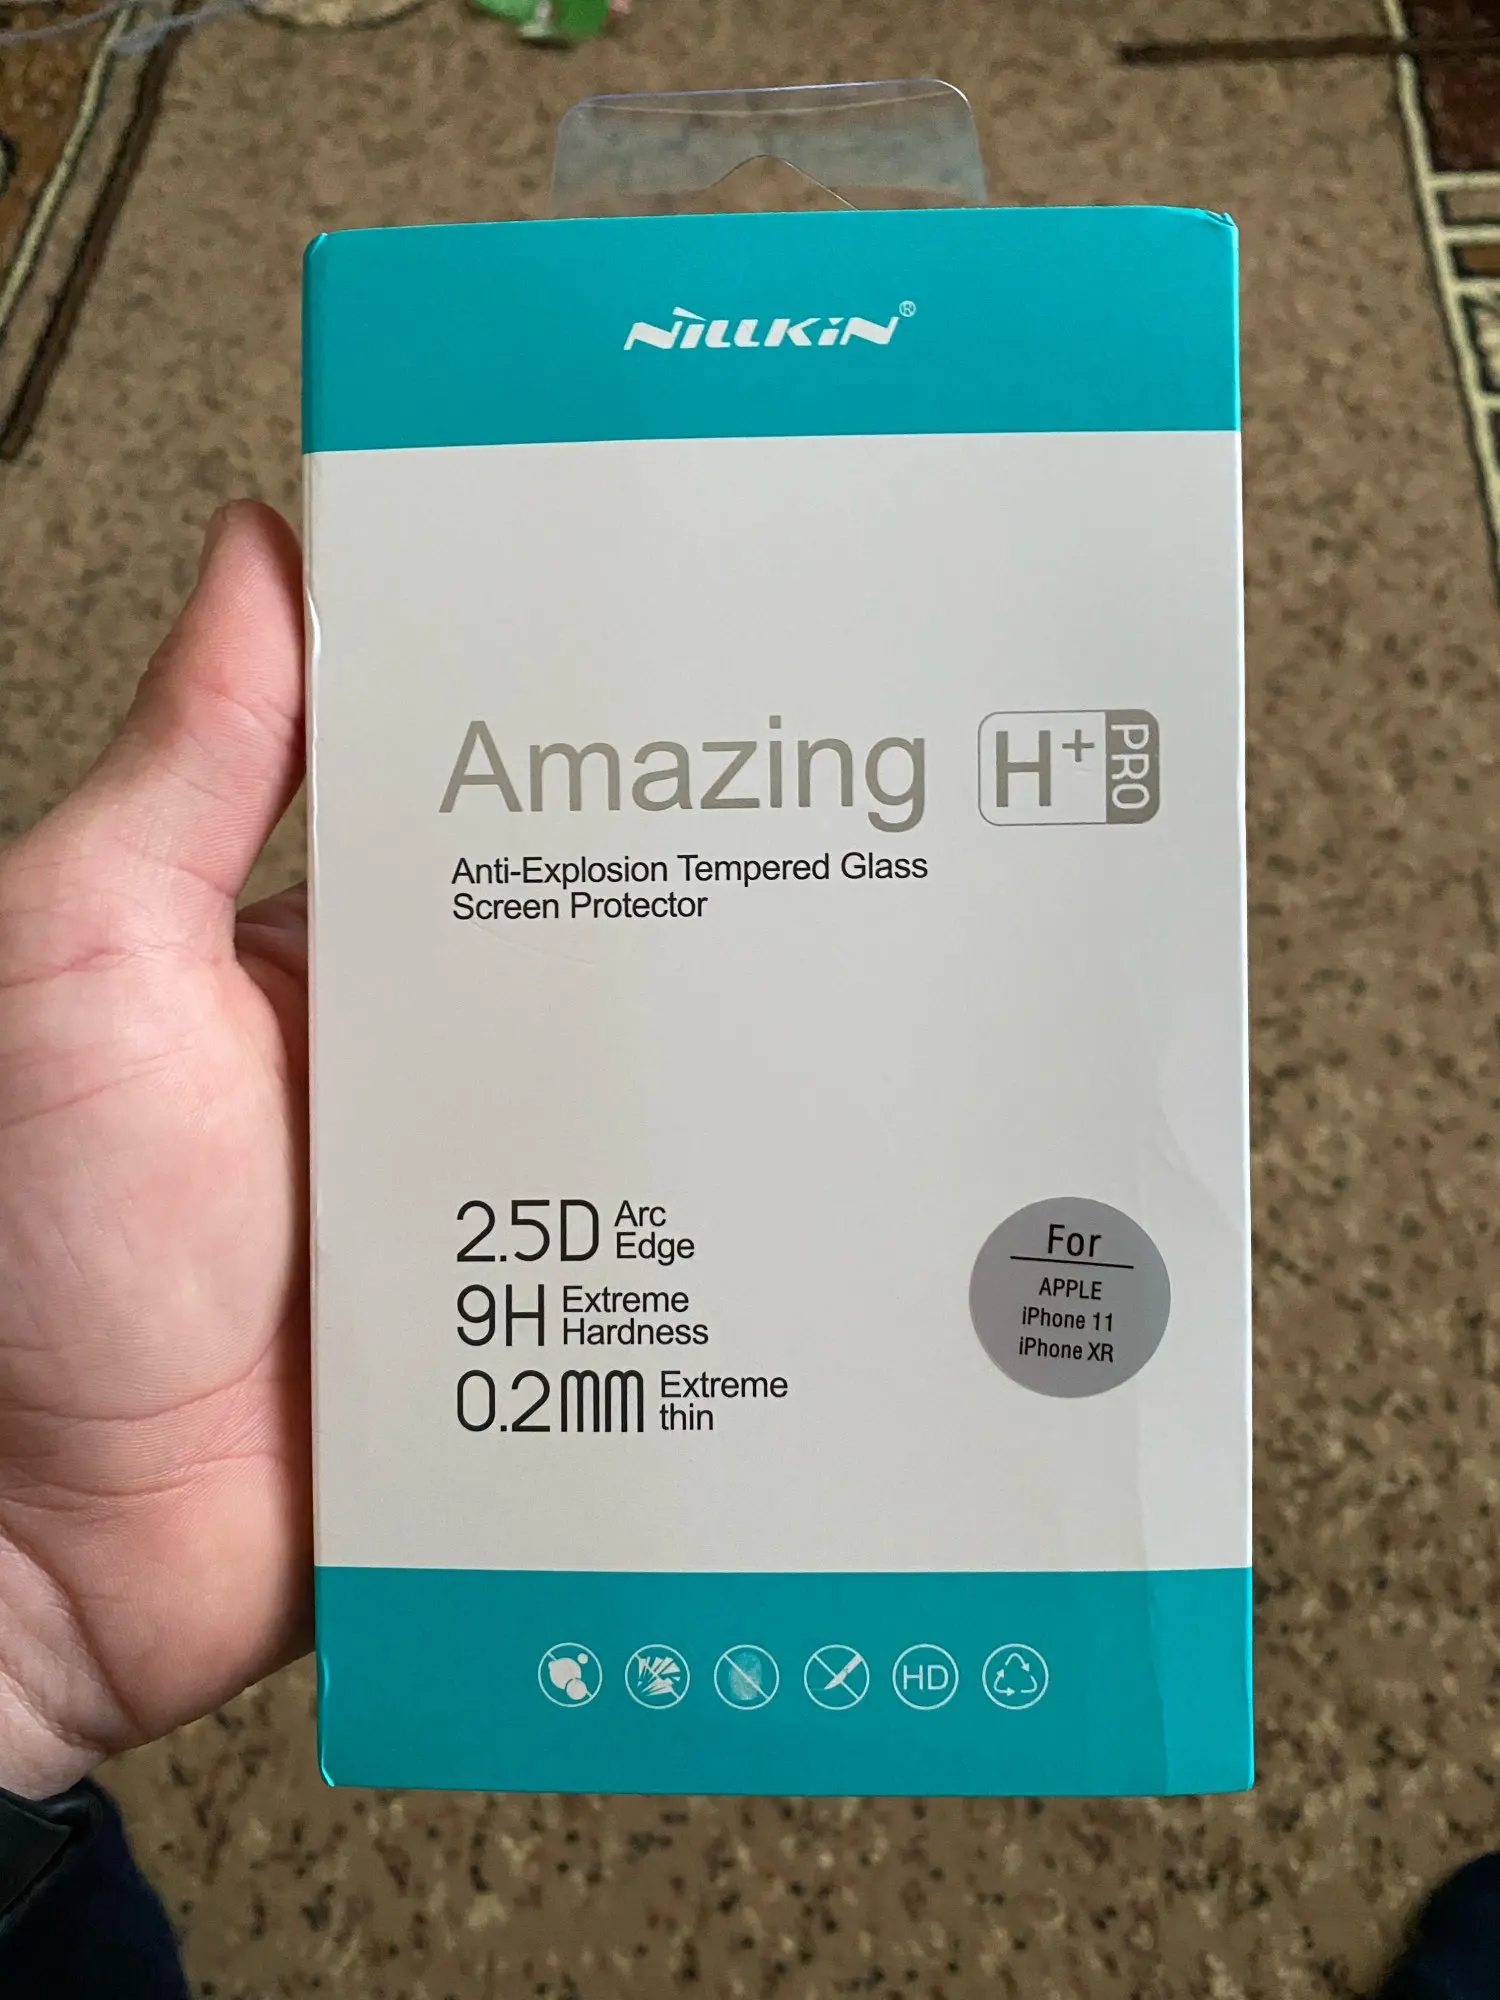 NILLKIN®
Amazing H+ PRO
Anti-Explosion Tempered Glass
Screen Protector
2.5D Arc
Edge
9H Extreme
Hardness
0.2mm Extreme
thin
For
APPLE
iPhone 11
iPhone XR
HD